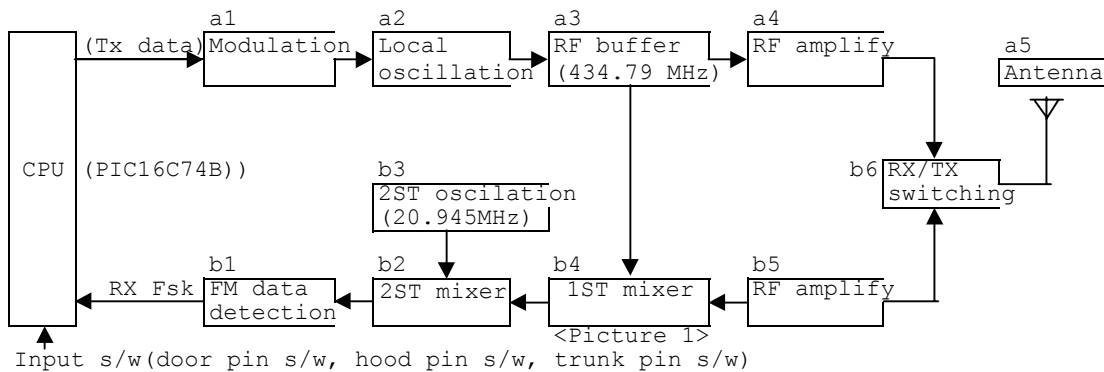 a1
a2
a3
a4
(Tx data)
Modulation
Local
oscillation
RF buffer
(434.79 MHz)
RF amplify
a5
Antenna
CPU
(PIC16C74B))
b3
2ST oscilation
(20.945MHz)
b6
RX/TX
switching
b1
b2
b4
b5
RX Fsk
FM data
detection
2ST mixer
1ST mixer
RF amplify
<Picture 1>
Input s/w(door pin s/w, hood pin s/w, trunk pin s/w)